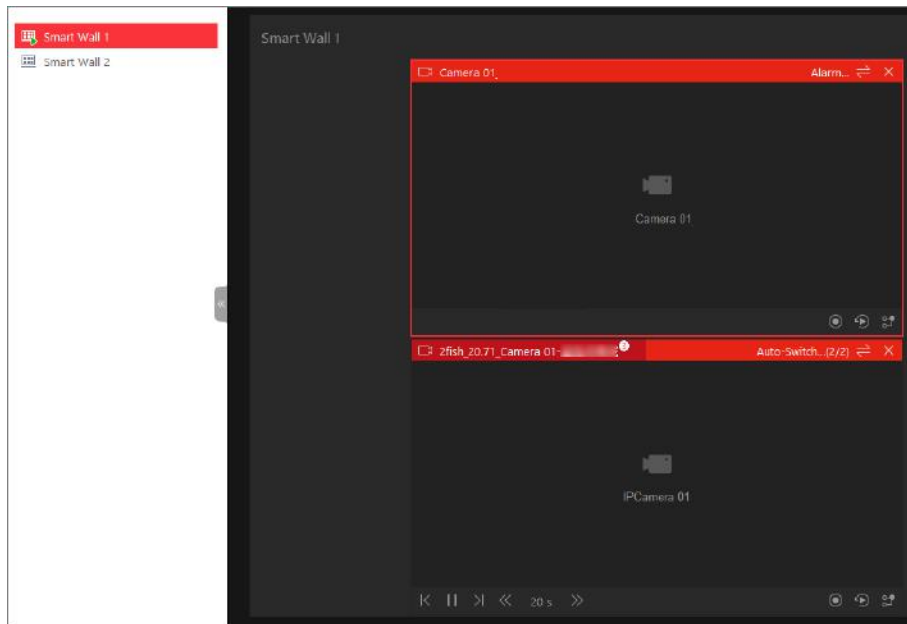 Smart Wall 1
Smart Wall 2
Smart Wall 1
Camera 01
Alarm...
Camera 01
2fish_20.71_Camera 01-
Auto-Switch...(2/2)
IPCamera 01
20 s